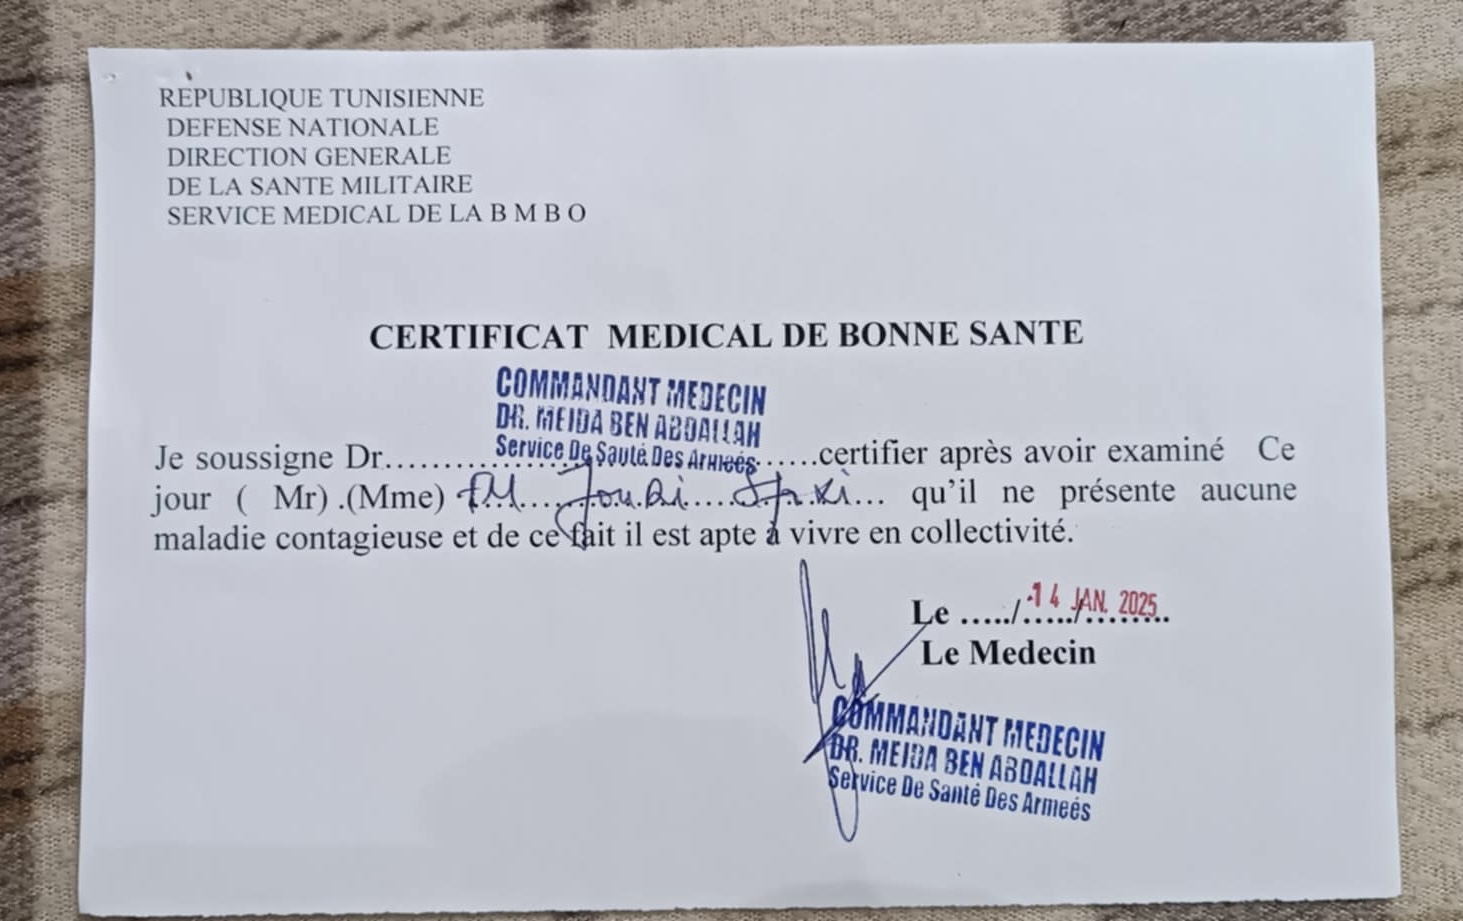 REPUBLIQUE TUNISIENNE
DEFENSE NATIONALE
DIRECTION GENERALE
DE LA SANTE MILITAIRE
SERVICE MEDICAL DE LA B M B O
CERTIFICAT MEDICAL DE BONNE SANTE
COMMANDANT MEDECIN
DR. MEIDA BEN ABDALLAH
Service De Santé Des Armeés
Je soussigne Dr..........................certifier après avoir examiné Ce
jour ( Mr) .(Mme) ... qu'il ne présente aucune
maladie contagieuse et de ce fait il est apte à vivre en collectivité.
Le ...../...../........ 14 JAN. 2025
Le Medecin
COMMANDANT MEDECIN
DR. MEIDA BEN ABDALLAH
Service De Santé Des Armeés